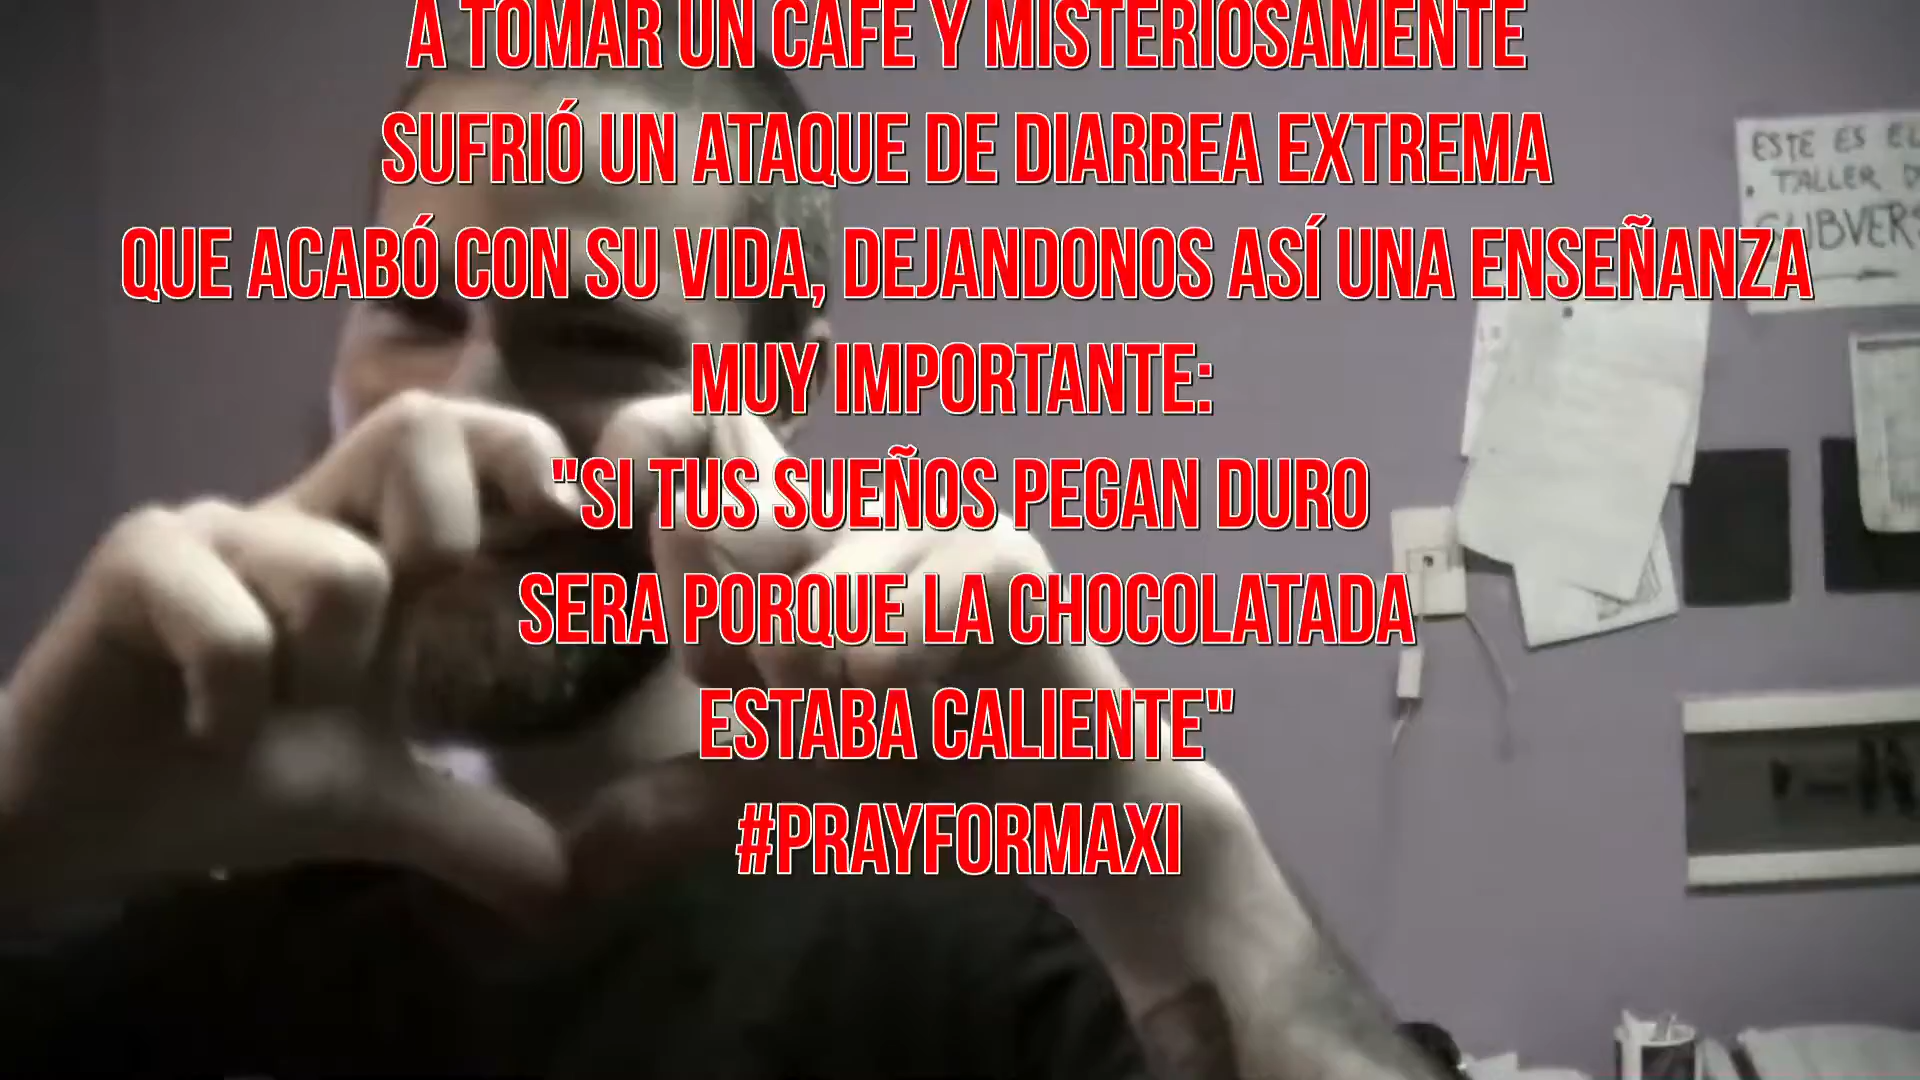 A TOMAR UN CAFE Y MISTERIOSAMENTE
SUFRIÓ UN ATAQUE DE DIARREA EXTREMA
QUE ACABÓ CON SU VIDA, DEJANDONOS ASÍ UNA ENSEÑANZA
MUY IMPORTANTE:
"SI TUS SUEÑOS PEGAN DURO
SERA PORQUE LA CHOCOLATADA
ESTABA CALIENTE"
#PRAYFORMAXI
ESTE ES EL
TALLER